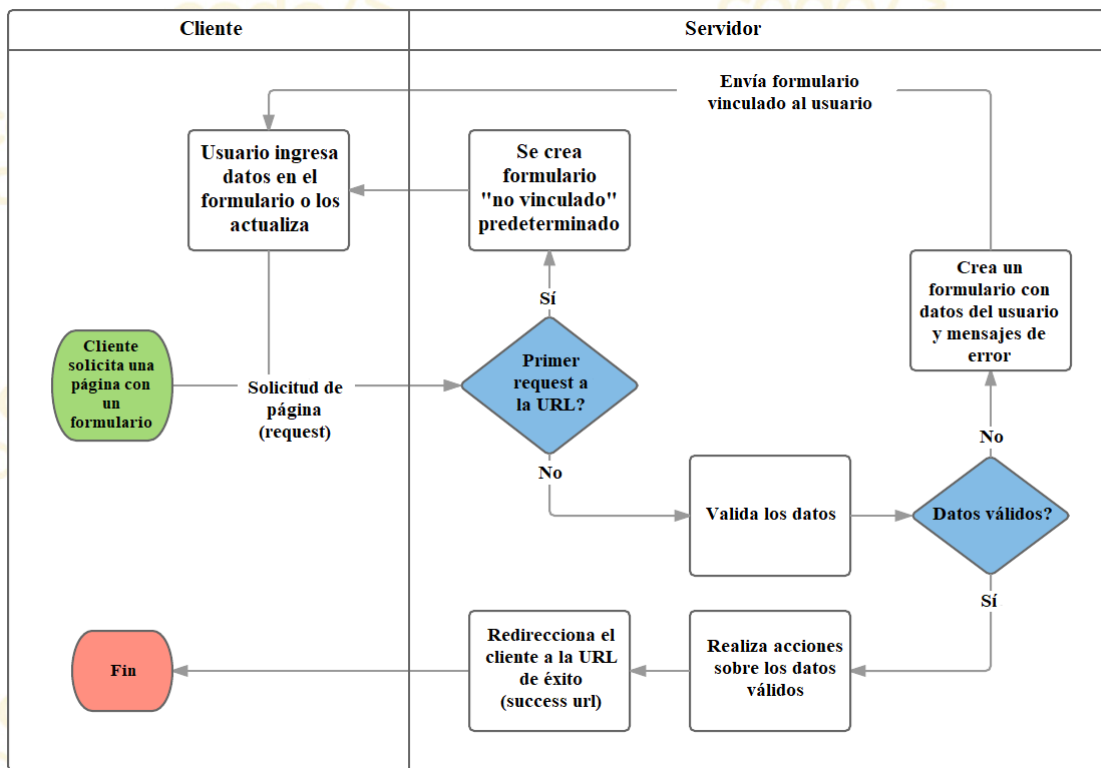 Cliente
Servidor
Envía formulario
vinculado al usuario
Usuario ingresa
datos en el
formulario o los
actualiza
Se crea
formulario
"no vinculado"
predeterminado
Crea un
formulario con
datos del usuario
y mensajes de
error
Sí
Cliente
solicita una
página con
un
formulario
Solicitud de
página
(request)
Primer
request a
la URL?
No
No
Valida los datos
Datos válidos?
Sí
Fin
Redirecciona el
cliente a la URL
de éxito
(success url)
Realiza acciones
sobre los datos
válidos